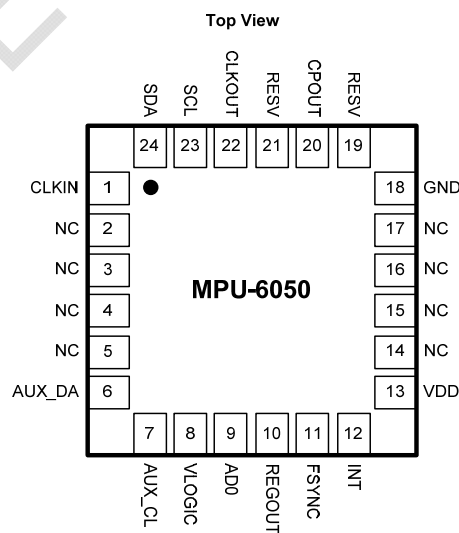 Top View
SDA
SCL
CLKOUT
RESV
CPOUT
RESV
24 23 22 21 20 19
CLKIN 1 18 GND
NC 2 17 NC
NC 3 16 NC
MPU-6050
NC 4 15 NC
NC 5 14 NC
AUX_DA 6 13 VDD
7 8 9 10 11 12
AUX_CL
VLOGIC
AD0
REGOUT
FSYNC
INT